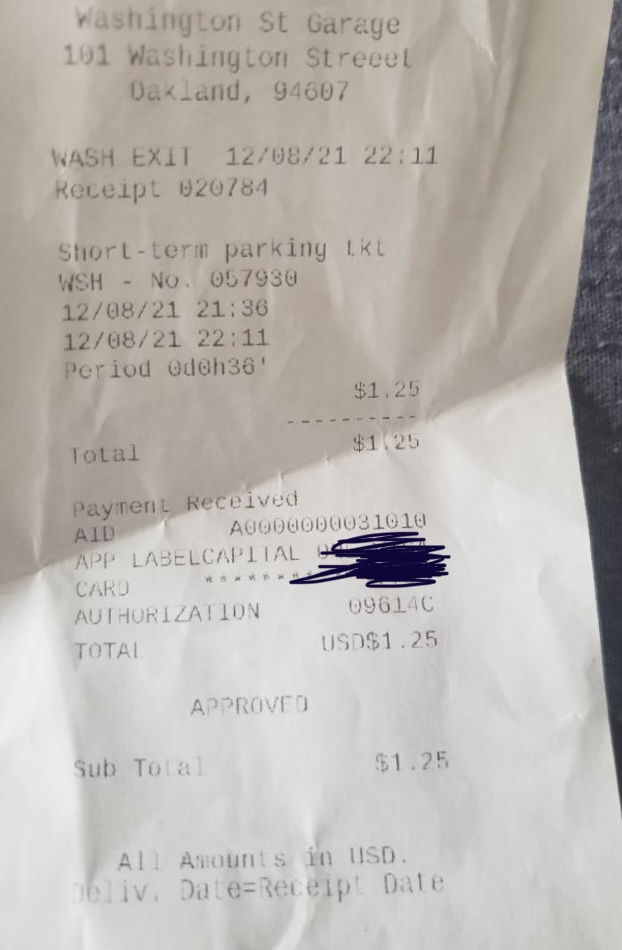 Washington St Garage
101 Washington Streeet
Oakland, 94607
WASH EXIT 12/08/21 22:11
Receipt 020784
Short-term parking tkt
WSH - No. 057930
12/08/21 21:36
12/08/21 22:11
Period 0d0h36'
$1.25
----------
Total $1.25
Payment Received
AID A0000000031010
APP LABELCAPITAL
CARD *******
AUTHORIZATION 09614C
TOTAL USD$1.25
APPROVED
Sub Total $1.25
All Amounts in USD.
Deliv. Date=Receipt Date